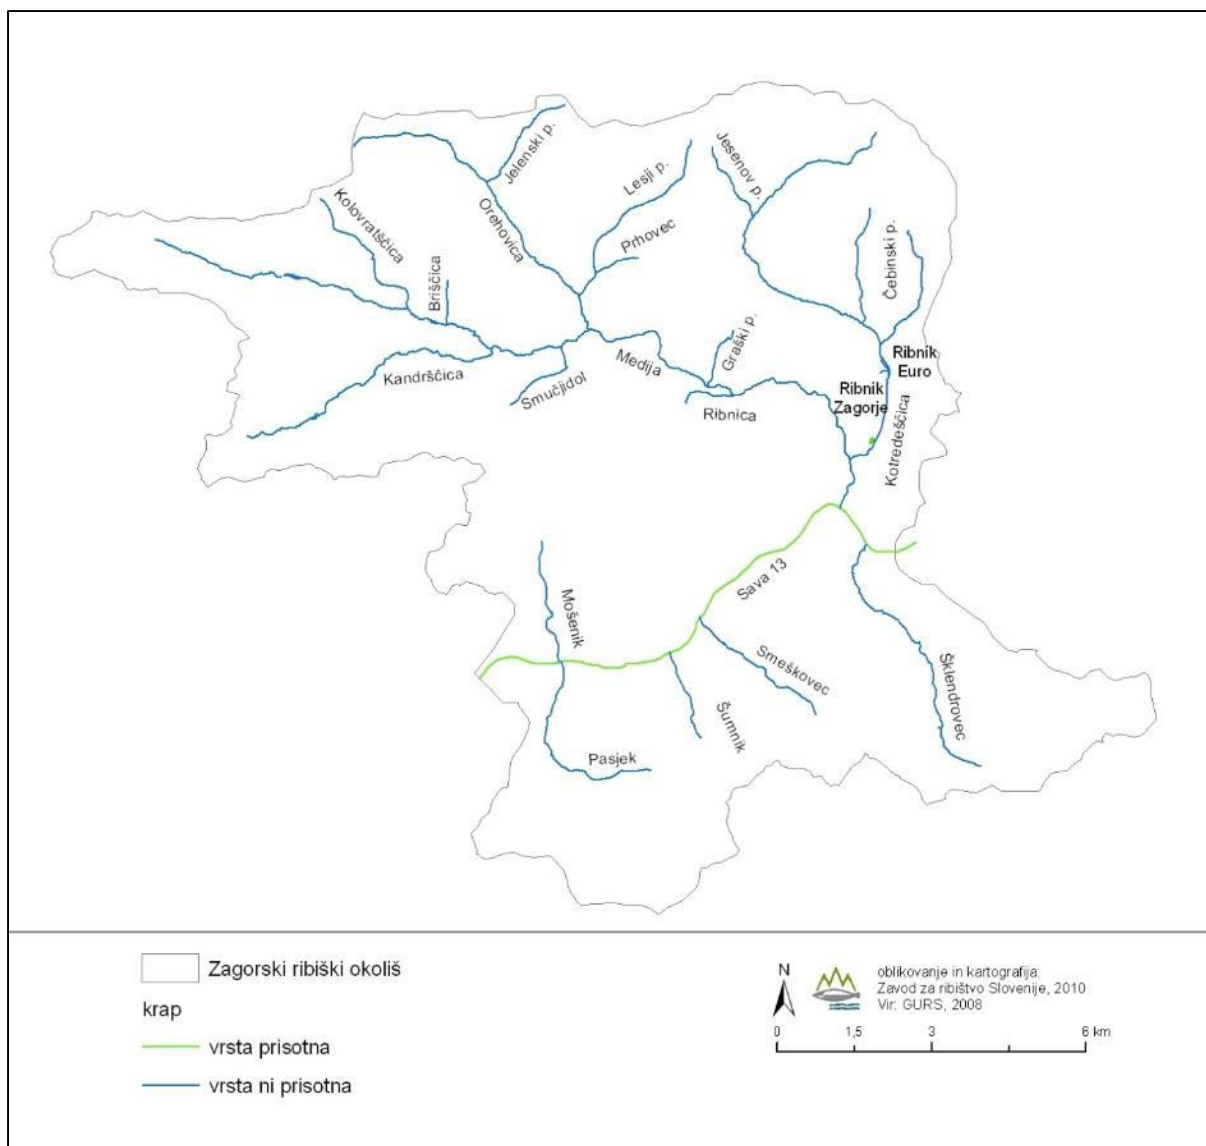 Jelenski p.
Orehovica
Lesji p.
Prhovec
Jesenov p.
Čebinski p.
Kolovratščica
Briščica
Kandrščica
Smučjidol
Medija
Graški p.
Ribnica
Ribnik
Euro
Ribnik
Zagorje
Kotredeščica
Sava 13
Mošenik
Smeškovec
Šumnik
Pasjek
Šklendrovec
Zagorski ribiški okoliš
krap
vrsta prisotna
vrsta ni prisotna
N
oblikovanje in kartografija:
Zavod za ribištvo Slovenije, 2010
Vir: GURS, 2008
0 1,5 3 6 km